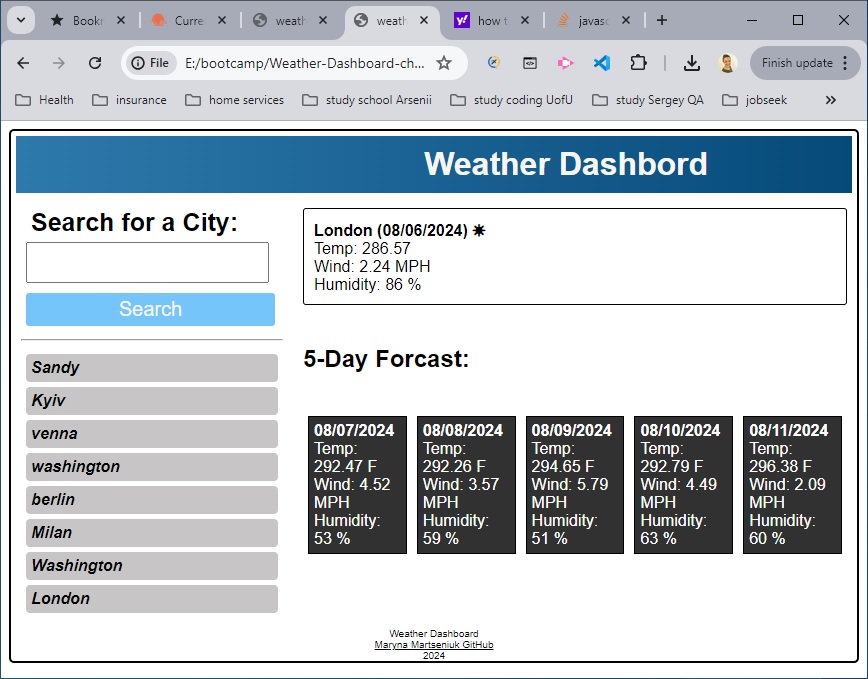 Bookr
Curre
weath
weath
how t
javasc
File
E:/bootcamp/Weather-Dashboard-ch...
Finish update
Health
insurance
home services
study school Arsenii
study coding UofU
study Sergey QA
jobseek
Weather Dashbord
Search for a City:
Search
Sandy
Kyiv
venna
washington
berlin
Milan
Washington
London
London (08/06/2024)
Temp: 286.57
Wind: 2.24 MPH
Humidity: 86 %
5-Day Forcast:
08/07/2024
Temp:
292.47 F
Wind: 4.52
MPH
Humidity:
53 %
08/08/2024
Temp:
292.26 F
Wind: 3.57
MPH
Humidity:
59 %
08/09/2024
Temp:
294.65 F
Wind: 5.79
MPH
Humidity:
51 %
08/10/2024
Temp:
292.79 F
Wind: 4.49
MPH
Humidity:
63 %
08/11/2024
Temp:
296.38 F
Wind: 2.09
MPH
Humidity:
60 %
Weather Dashboard
Maryna Martseniuk GitHub
2024